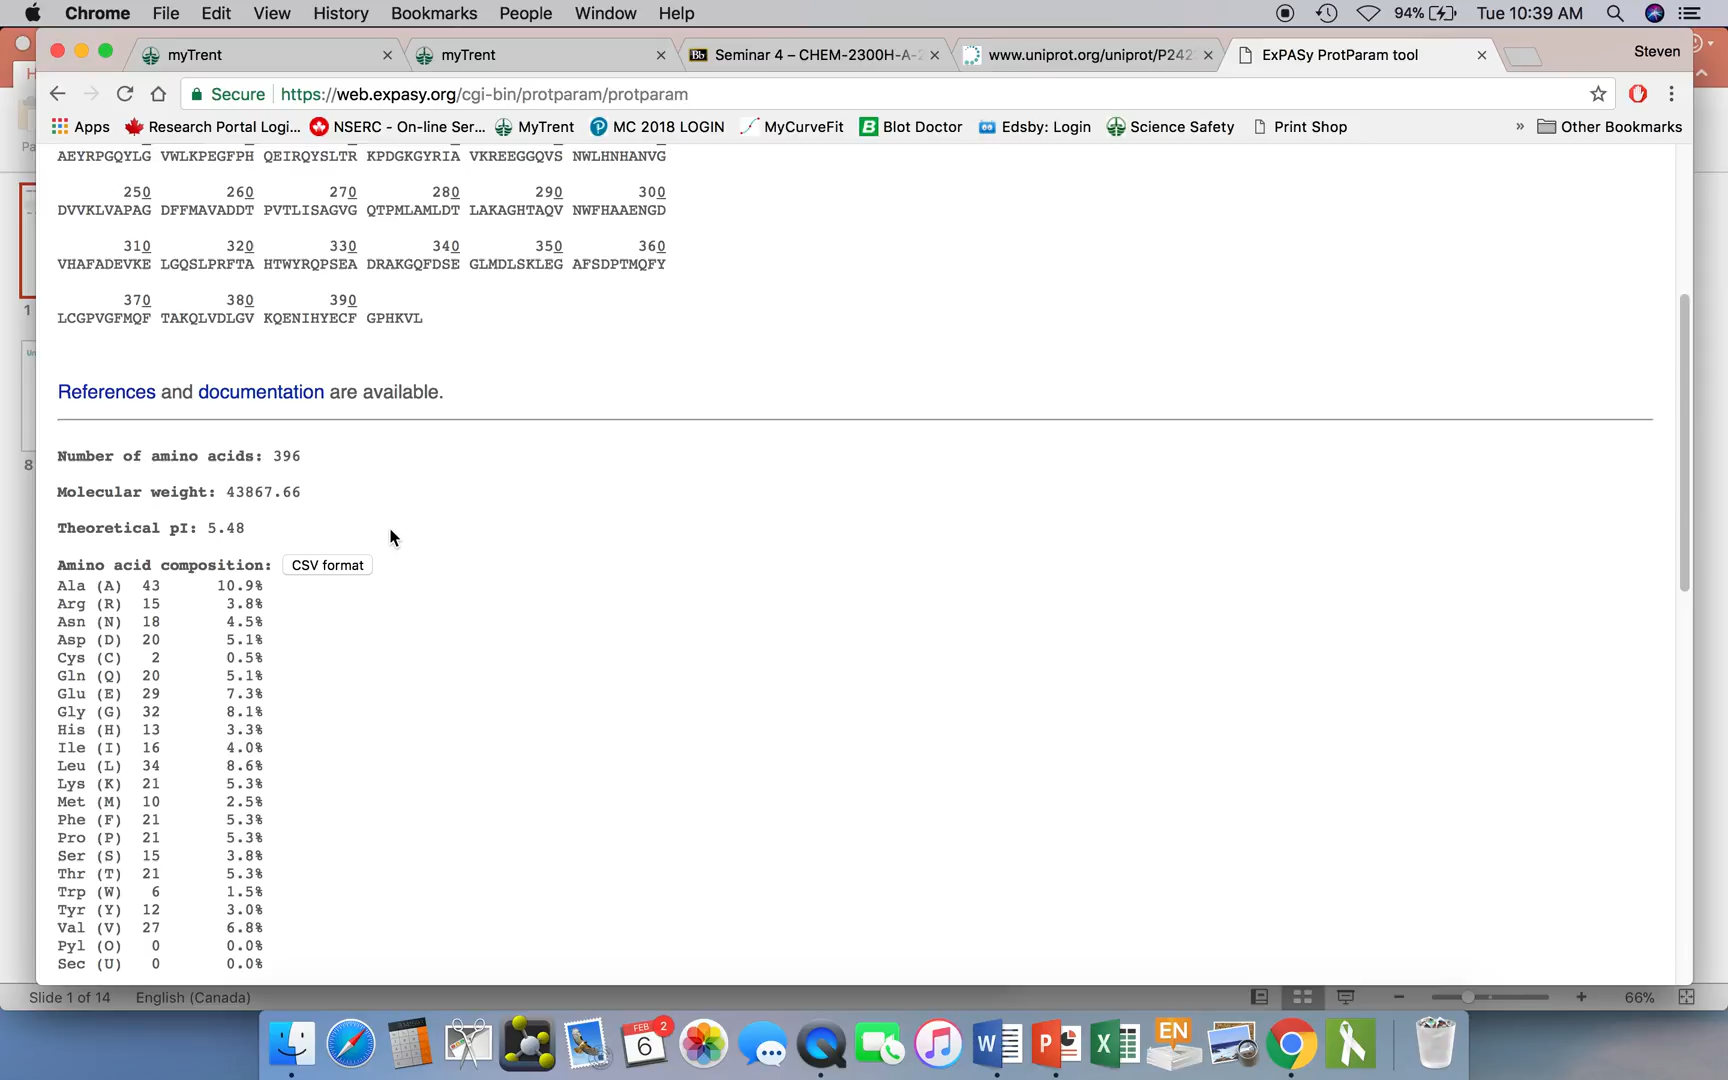 Chrome File Edit View History Bookmarks People Window Help 94% Tue 10:39 AM
myTrent myTrent Bb Seminar 4 – CHEM-2300H-A-2 www.uniprot.org/uniprot/P242 ExPASy ProtParam tool Steven
Secure https://web.expasy.org/cgi-bin/protparam/protparam
Apps Research Portal Logi... NSERC - On-line Ser... MyTrent MC 2018 LOGIN MyCurveFit Blot Doctor Edsby: Login Science Safety Print Shop » Other Bookmarks
AEYRPGQYLG VWLKPEGFPH QEIRQYSLTR KPDGKGYRIA VKREEGGQVS NWLHNHANVG
250 260 270 280 290 300
DVVKLVAPAG DFFMAVADDT PVTLISAGVG QTPMLAMLDT LAKAGHTAQV NWFHAAENGD
310 320 330 340 350 360
VHAFADEVKE LGQSLPRFTA HTWYRQPSEA DRAKGQFDSE GLMDLSKLEG AFSDPTMQFY
370 380 390
LCGPVGFMQF TAKQLVDLGV KQENIHYECF GPHKVL
References and documentation are available.
Number of amino acids: 396
Molecular weight: 43867.66
Theoretical pI: 5.48
Amino acid composition: CSV format
Ala (A) 43 10.9%
Arg (R) 15 3.8%
Asn (N) 18 4.5%
Asp (D) 20 5.1%
Cys (C) 2 0.5%
Gln (Q) 20 5.1%
Glu (E) 29 7.3%
Gly (G) 32 8.1%
His (H) 13 3.3%
Ile (I) 16 4.0%
Leu (L) 34 8.6%
Lys (K) 21 5.3%
Met (M) 10 2.5%
Phe (F) 21 5.3%
Pro (P) 21 5.3%
Ser (S) 15 3.8%
Thr (T) 21 5.3%
Trp (W) 6 1.5%
Tyr (Y) 12 3.0%
Val (V) 27 6.8%
Pyl (O) 0 0.0%
Sec (U) 0 0.0%
1
8
Slide 1 of 14 English (Canada) 66%
FEB 2
6
EN
W P X